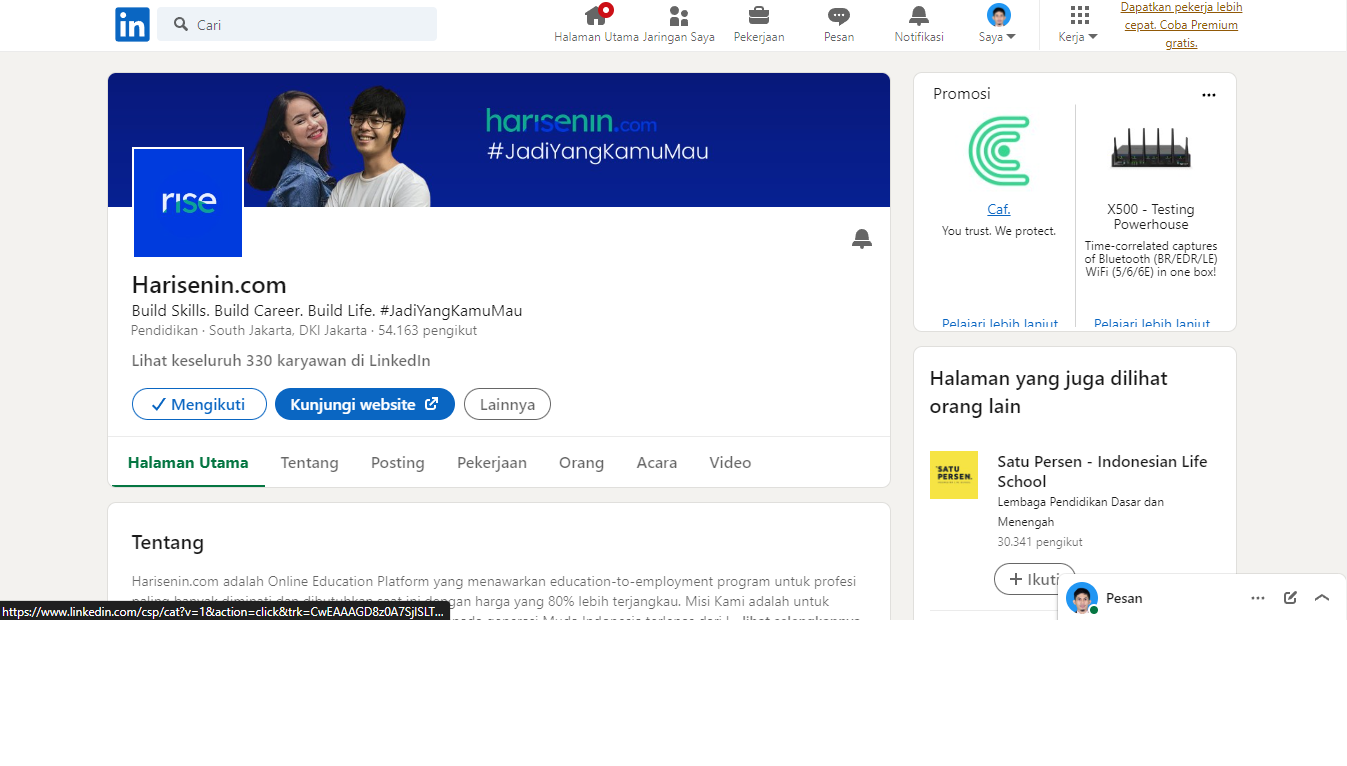 in
Cari
Halaman Utama
Jaringan Saya
Pekerjaan
Pesan
Notifikasi
Saya
Kerja
Dapatkan pekerja lebih
cepat. Coba Premium
gratis.
harisenin.com
#JadiYangKamuMau
rise
Harisenin.com
Build Skills. Build Career. Build Life. #JadiYangKamuMau
Pendidikan · South Jakarta, DKI Jakarta · 54.163 pengikut
Lihat keseluruh 330 karyawan di LinkedIn
Mengikuti
Kunjungi website
Lainnya
Halaman Utama
Tentang
Posting
Pekerjaan
Orang
Acara
Video
Tentang
Harisenin.com adalah Online Education Platform yang menawarkan education-to-employment program untuk profesi
paling banyak diminati dan dibutuhkan saat ini dengan harga yang 80% lebih terjangkau. Misi Kami adalah untuk
generasi Muda Indonesia terlepas dari l... lihat selengkapnya
https://www.linkedin.com/csp/cat?v=1&action=click&trk=CwEAAAGD8z0A7SjISLT...
Promosi
Caf.
You trust. We protect.
Pelajari lebih lanjut
X500 - Testing
Powerhouse
Time-correlated captures
of Bluetooth (BR/EDR/LE)
WiFi (5/6/6E) in one box!
Pelajari lebih lanjut
Halaman yang juga dilihat
orang lain
SATU
PERSEN.
Satu Persen - Indonesian Life
School
Lembaga Pendidikan Dasar dan
Menengah
30.341 pengikut
+ Ikuti
Pesan